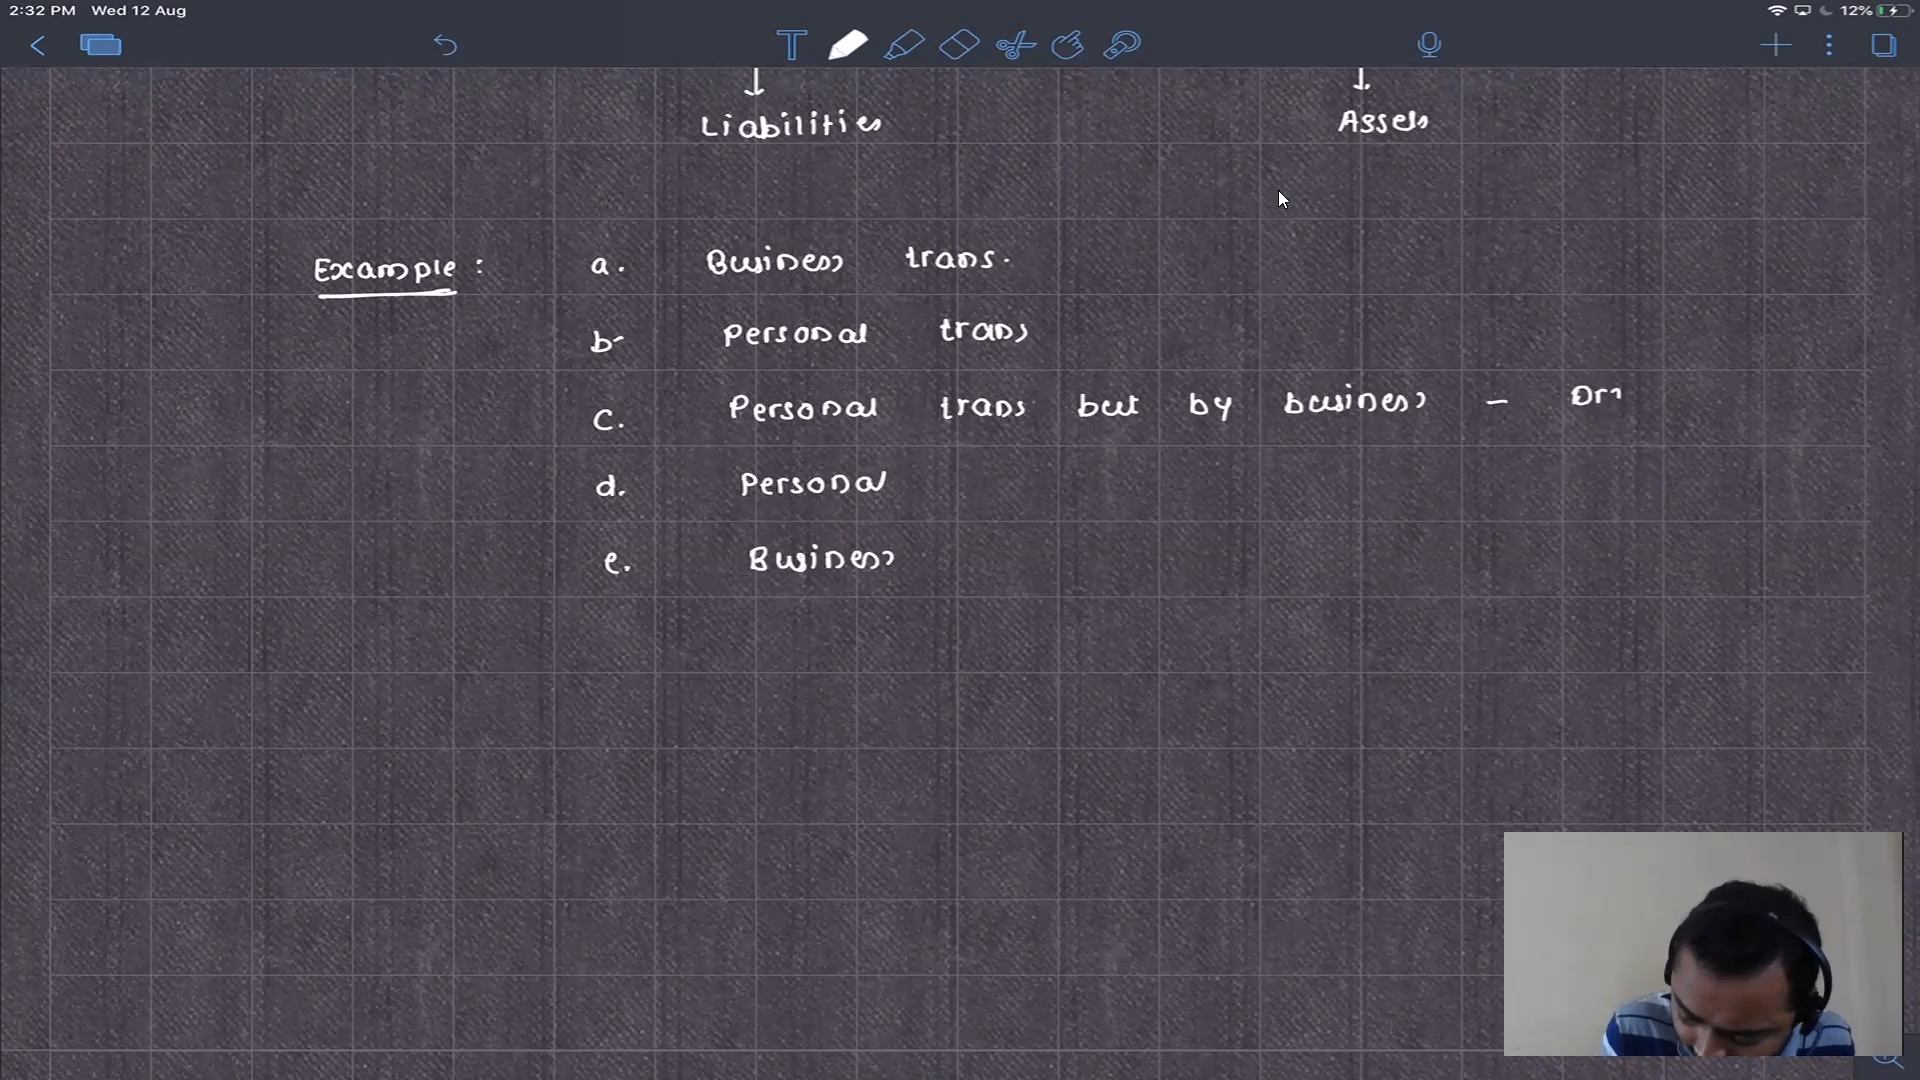 2:32 PM Wed 12 Aug 12%
T
Liabilities Assets
Example : a. Business trans.
b- Personal trans
c. Personal trans but by business – Dr
d. Personal
e. Business